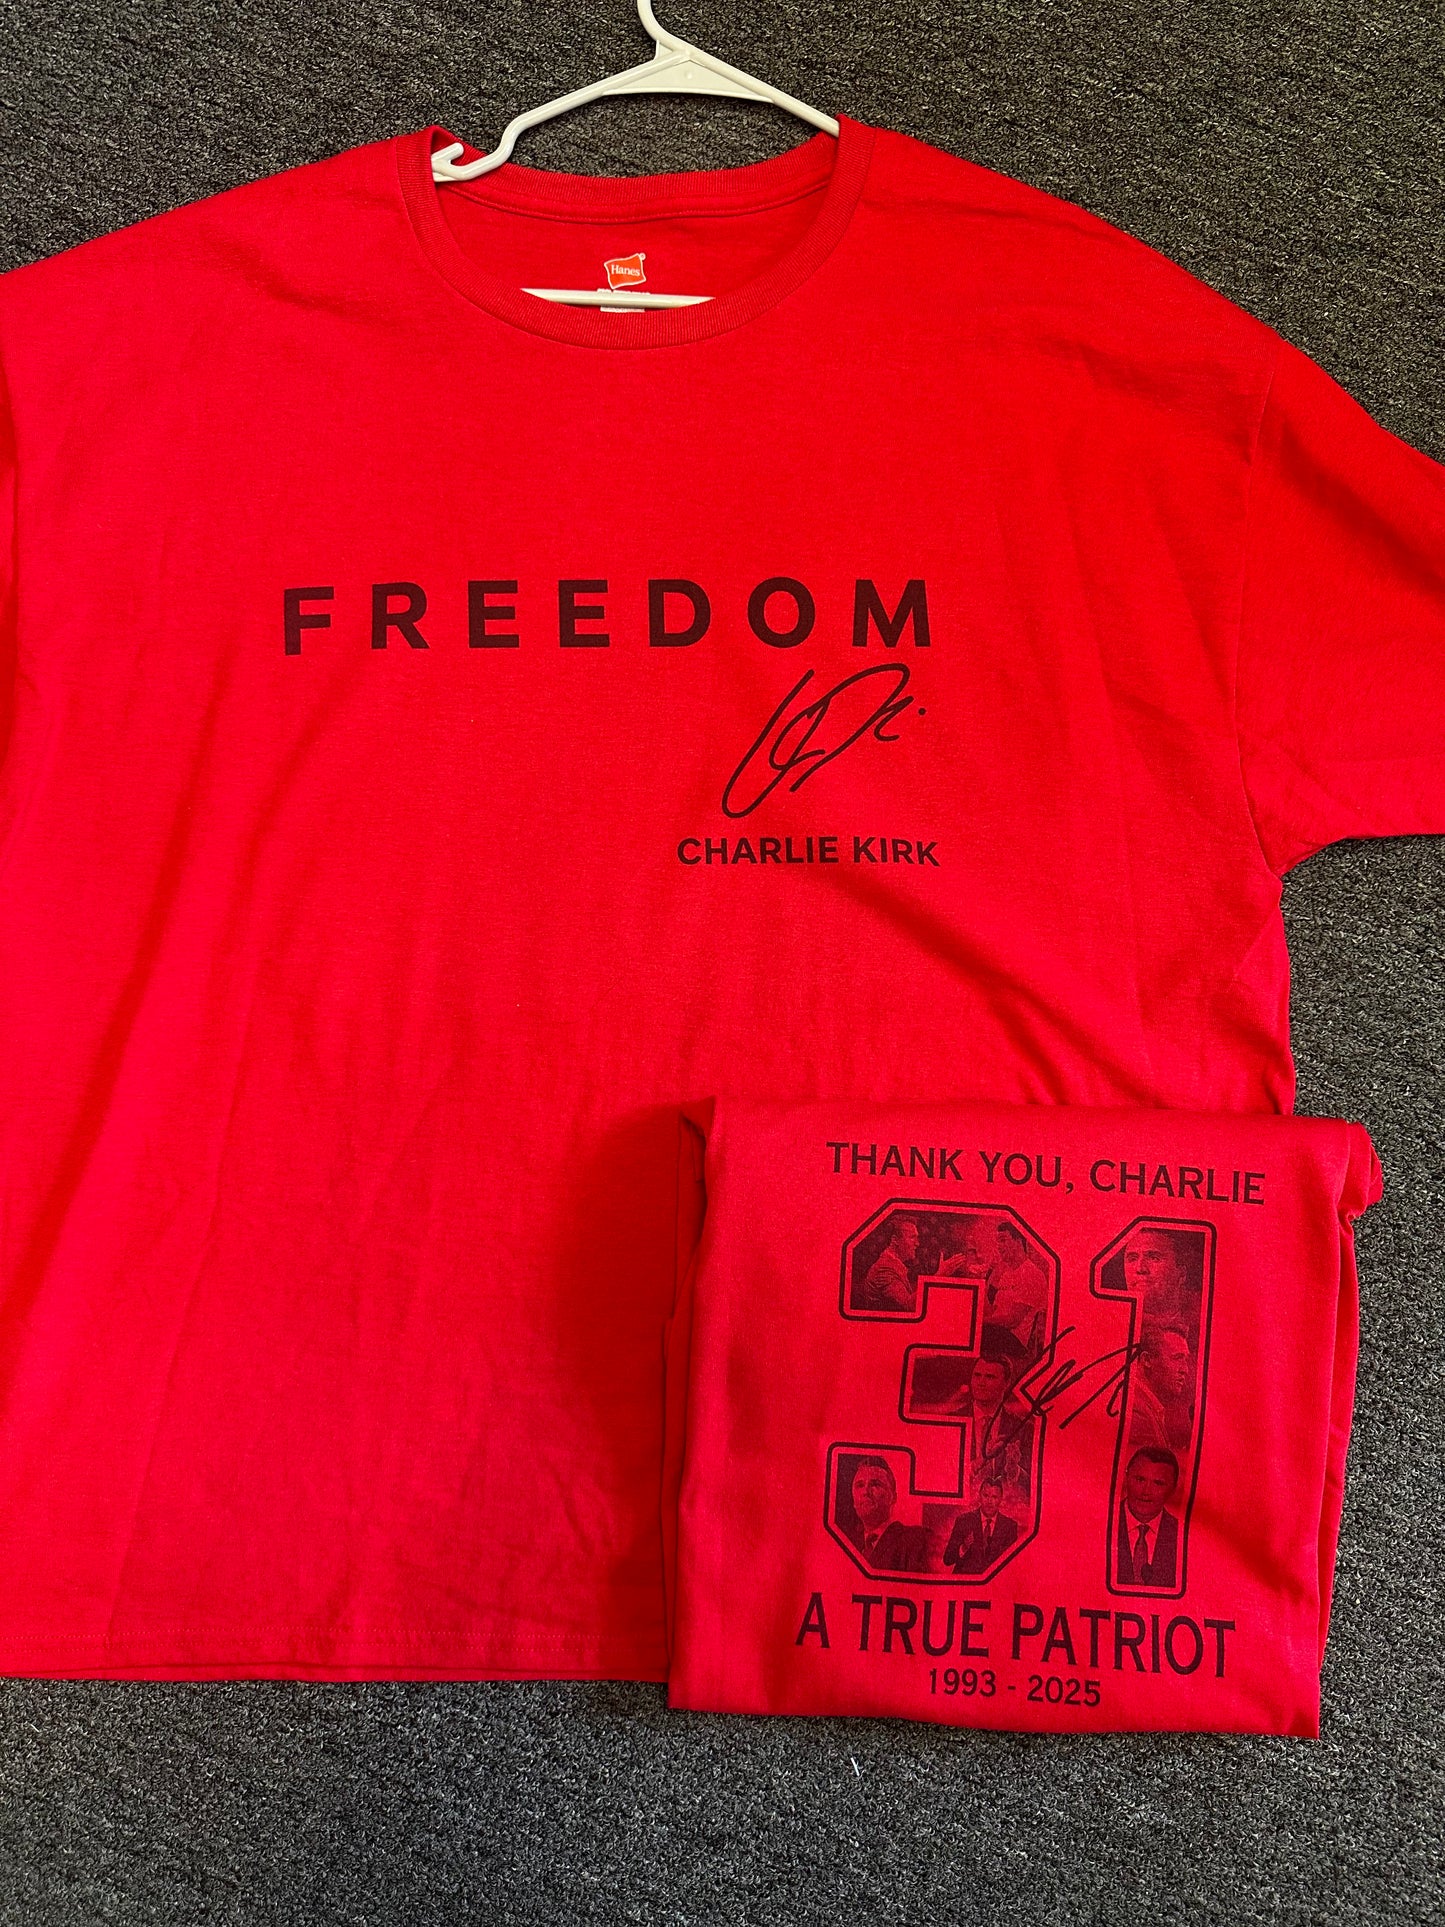 Hanes
FREEDOM
CHARLIE KIRK
THANK YOU, CHARLIE
31
A TRUE PATRIOT
1993 - 2025